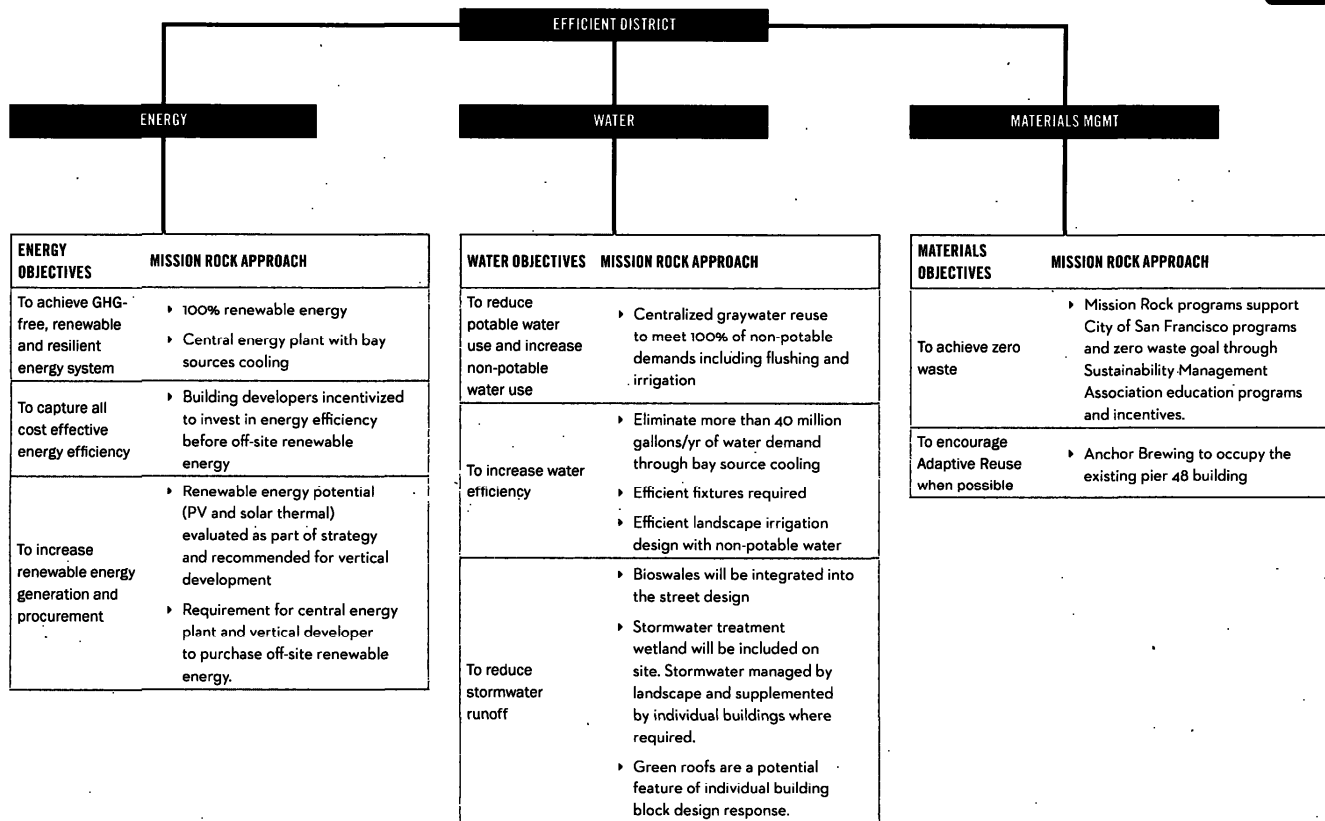 EFFICIENT DISTRICT
ENERGY
WATER
MATERIALS MGMT
ENERGY
OBJECTIVES
MISSION ROCK APPROACH
To achieve GHG-
free, renewable
and resilient
energy system
‣ 100% renewable energy
‣ Central energy plant with bay
sources cooling
To capture all
cost effective
energy efficiency
‣ Building developers incentivized
to invest in energy efficiency
before off-site renewable
energy
To increase
renewable energy
generation and
procurement
‣ Renewable energy potential
(PV and solar thermal)
evaluated as part of strategy
and recommended for vertical
development
‣ Requirement for central energy
plant and vertical developer
to purchase off-site renewable
energy.
WATER OBJECTIVES
MISSION ROCK APPROACH
To reduce
potable water
use and increase
non-potable
water use
‣ Centralized graywater reuse
to meet 100% of non-potable
demands including flushing and
irrigation
To increase water
efficiency
‣ Eliminate more than 40 million
gallons/yr of water demand
through bay source cooling
‣ Efficient fixtures required
‣ Efficient landscape irrigation
design with non-potable water
To reduce
stormwater
runoff
‣ Bioswales will be integrated into
the street design
‣ Stormwater treatment
wetland will be included on
site. Stormwater managed by
landscape and supplemented
by individual buildings where
required.
‣ Green roofs are a potential
feature of individual building
block design response.
MATERIALS
OBJECTIVES
MISSION ROCK APPROACH
To achieve zero
waste
‣ Mission Rock programs support
City of San Francisco programs
and zero waste goal through
Sustainability Management
Association education programs
and incentives.
To encourage
Adaptive Reuse
when possible
‣ Anchor Brewing to occupy the
existing pier 48 building